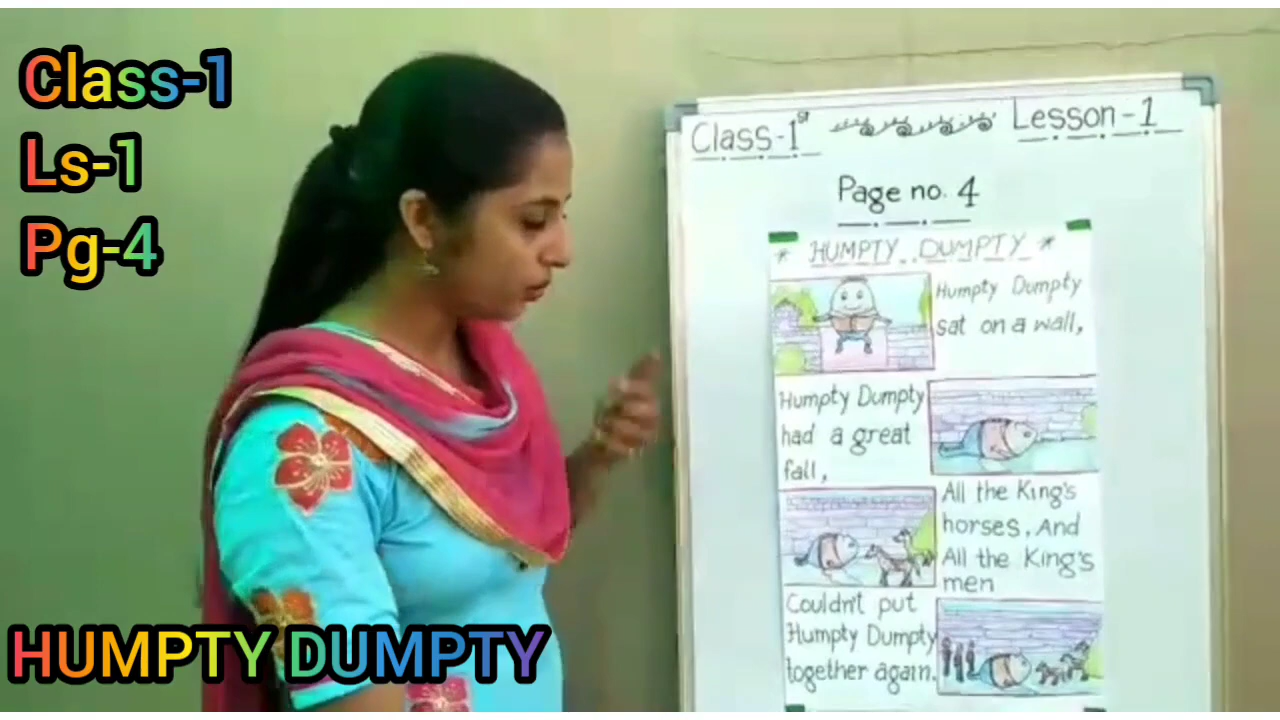 Class-1
Ls-1
Pg-4
HUMPTY DUMPTY
Class-1st
Lesson-1
Page no. 4
* HUMPTY DUMPTY *
Humpty Dumpty
sat on a wall,
Humpty Dumpty
had a great
fall,
All the King's
horses, And
All the King's
men
Couldn't put
Humpty Dumpty
together again.